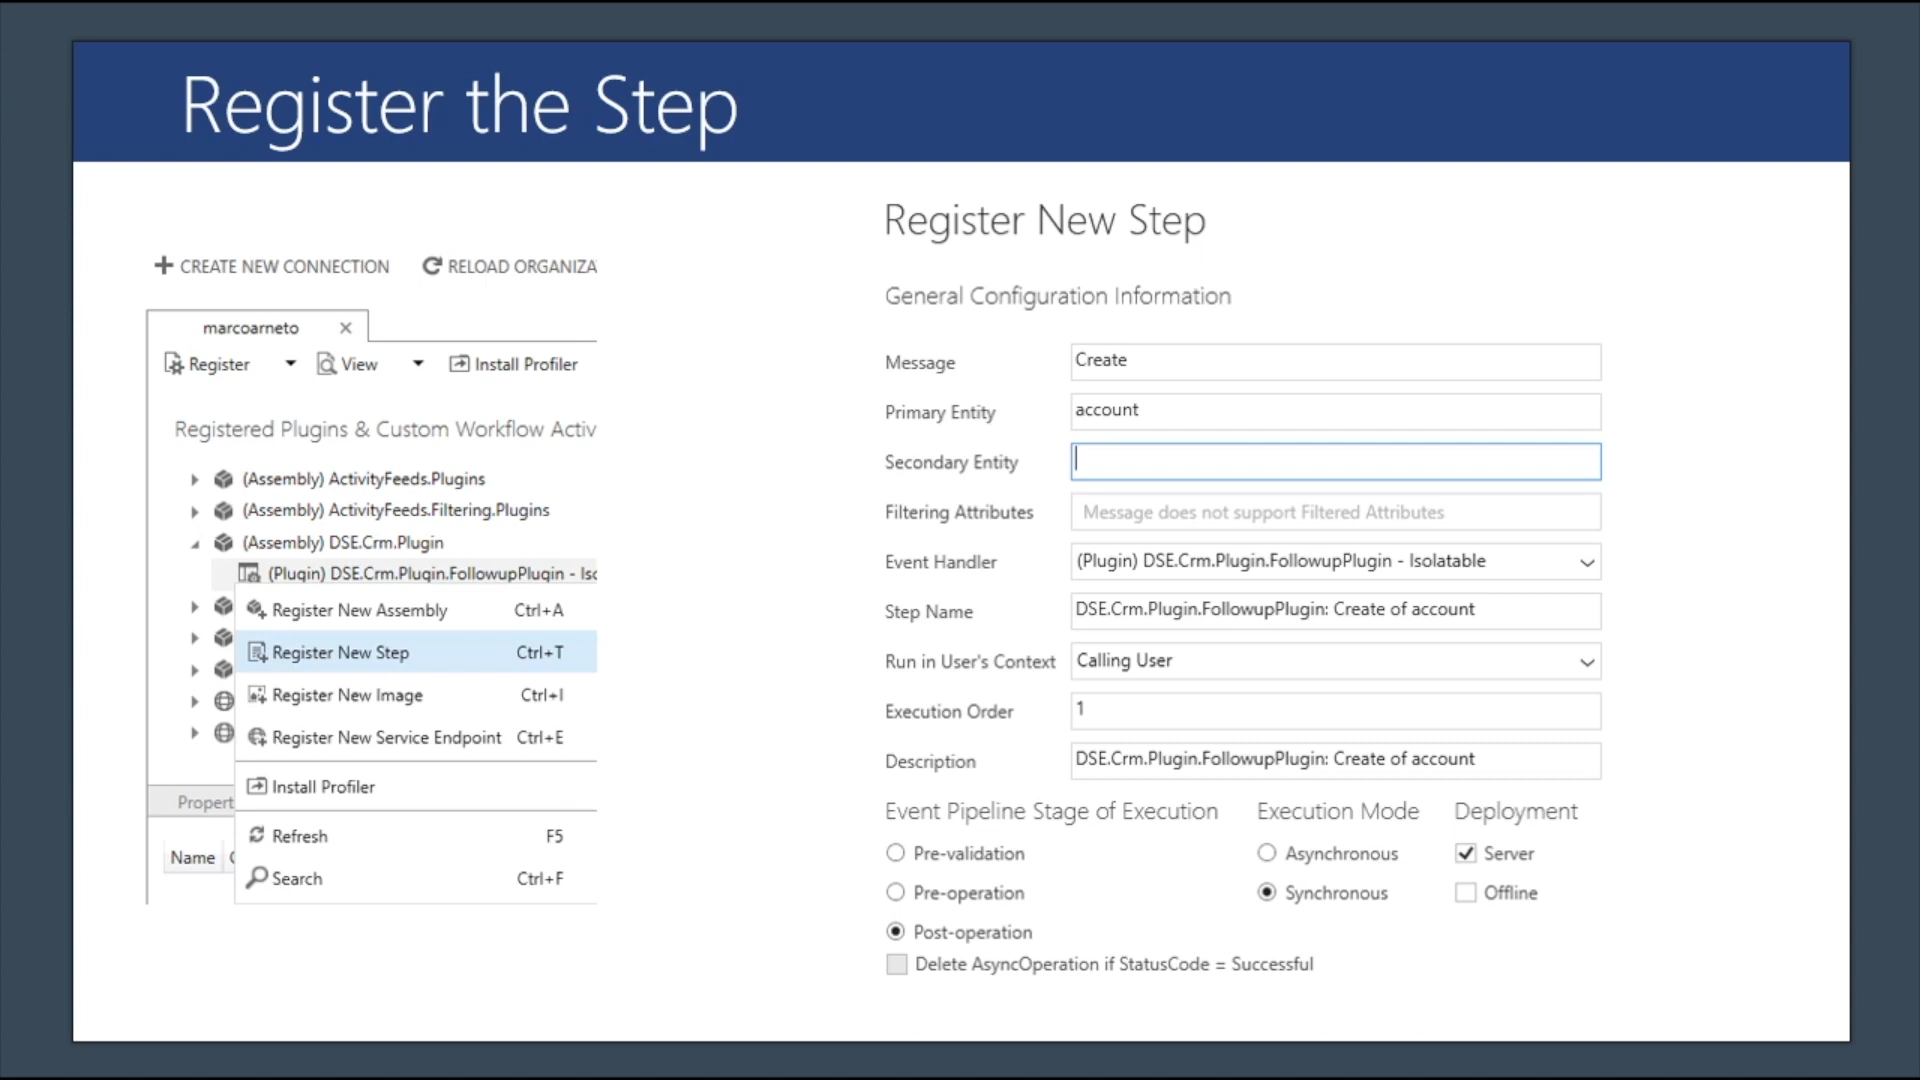 Register the Step
CREATE NEW CONNECTION RELOAD ORGANIZA
marcoarneto
Register View Install Profiler
Registered Plugins & Custom Workflow Activ
(Assembly) ActivityFeeds.Plugins
(Assembly) ActivityFeeds.Filtering.Plugins
(Assembly) DSE.Crm.Plugin
(Plugin) DSE.Crm.Plugin.FollowupPlugin - Iso
Register New Assembly Ctrl+A
Register New Step Ctrl+T
Register New Image Ctrl+I
Register New Service Endpoint Ctrl+E
Install Profiler
Propert
Refresh F5
Name
Search Ctrl+F
Register New Step
General Configuration Information
Message Create
Primary Entity account
Secondary Entity
Filtering Attributes Message does not support Filtered Attributes
Event Handler (Plugin) DSE.Crm.Plugin.FollowupPlugin - Isolatable
Step Name DSE.Crm.Plugin.FollowupPlugin: Create of account
Run in User's Context Calling User
Execution Order 1
Description DSE.Crm.Plugin.FollowupPlugin: Create of account
Event Pipeline Stage of Execution Execution Mode Deployment
Pre-validation Asynchronous Server
Pre-operation Synchronous Offline
Post-operation
Delete AsyncOperation if StatusCode = Successful